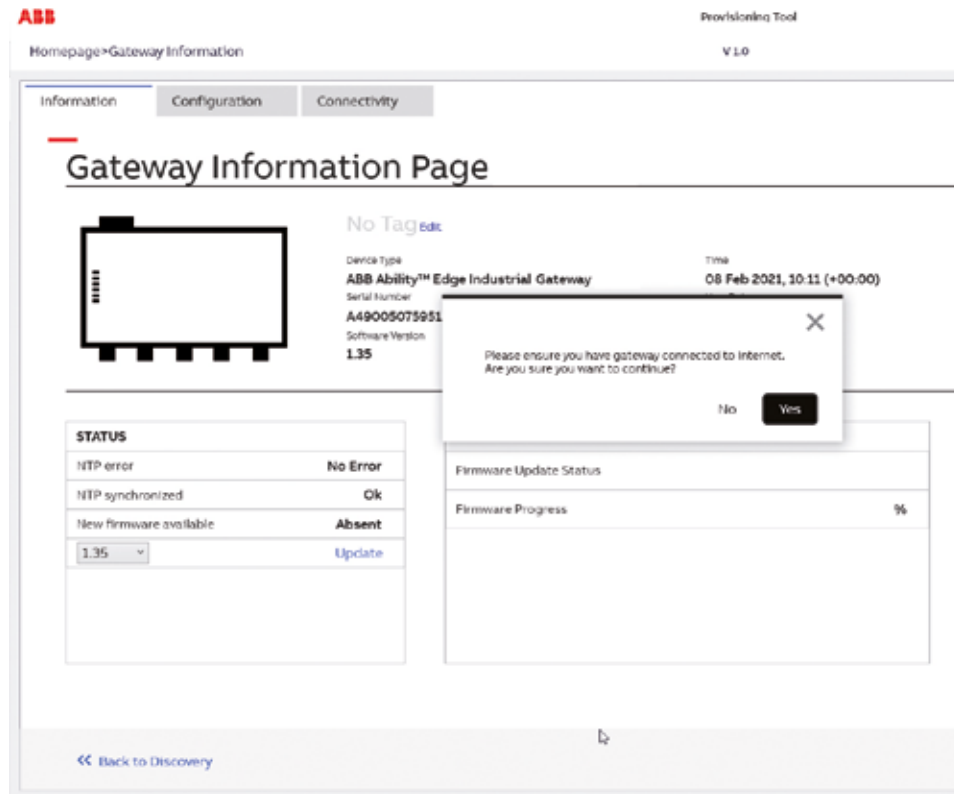 ABB
Provisioning Tool
Homepage>Gateway Information
V 1.0
Information
Configuration
Connectivity
Gateway Information Page
No Tag Edit
Device Type
ABB Ability™ Edge Industrial Gateway
Time
08 Feb 2021, 10:11 (+00:00)
Serial Number
A49005075951
Software Version
1.35
Please ensure you have gateway connected to internet.
Are you sure you want to continue?
No
Yes
STATUS
NTP error No Error
NTP synchronized Ok
New firmware available Absent
1.35 Update
Firmware Update Status
Firmware Progress %
<< Back to Discovery